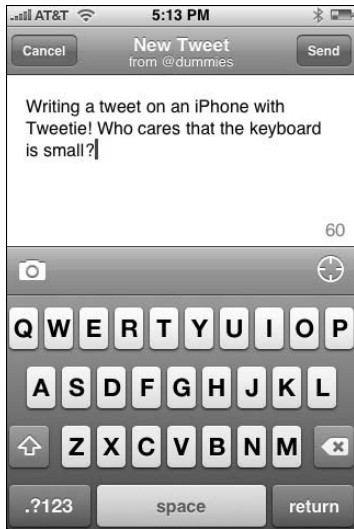 AT&T 5:13 PM
Cancel New Tweet Send
from @dummies
Writing a tweet on an iPhone with
Tweetie! Who cares that the keyboard
is small?
60
Q W E R T Y U I O P
A S D F G H J K L
Z X C V B N M
.?123 space return